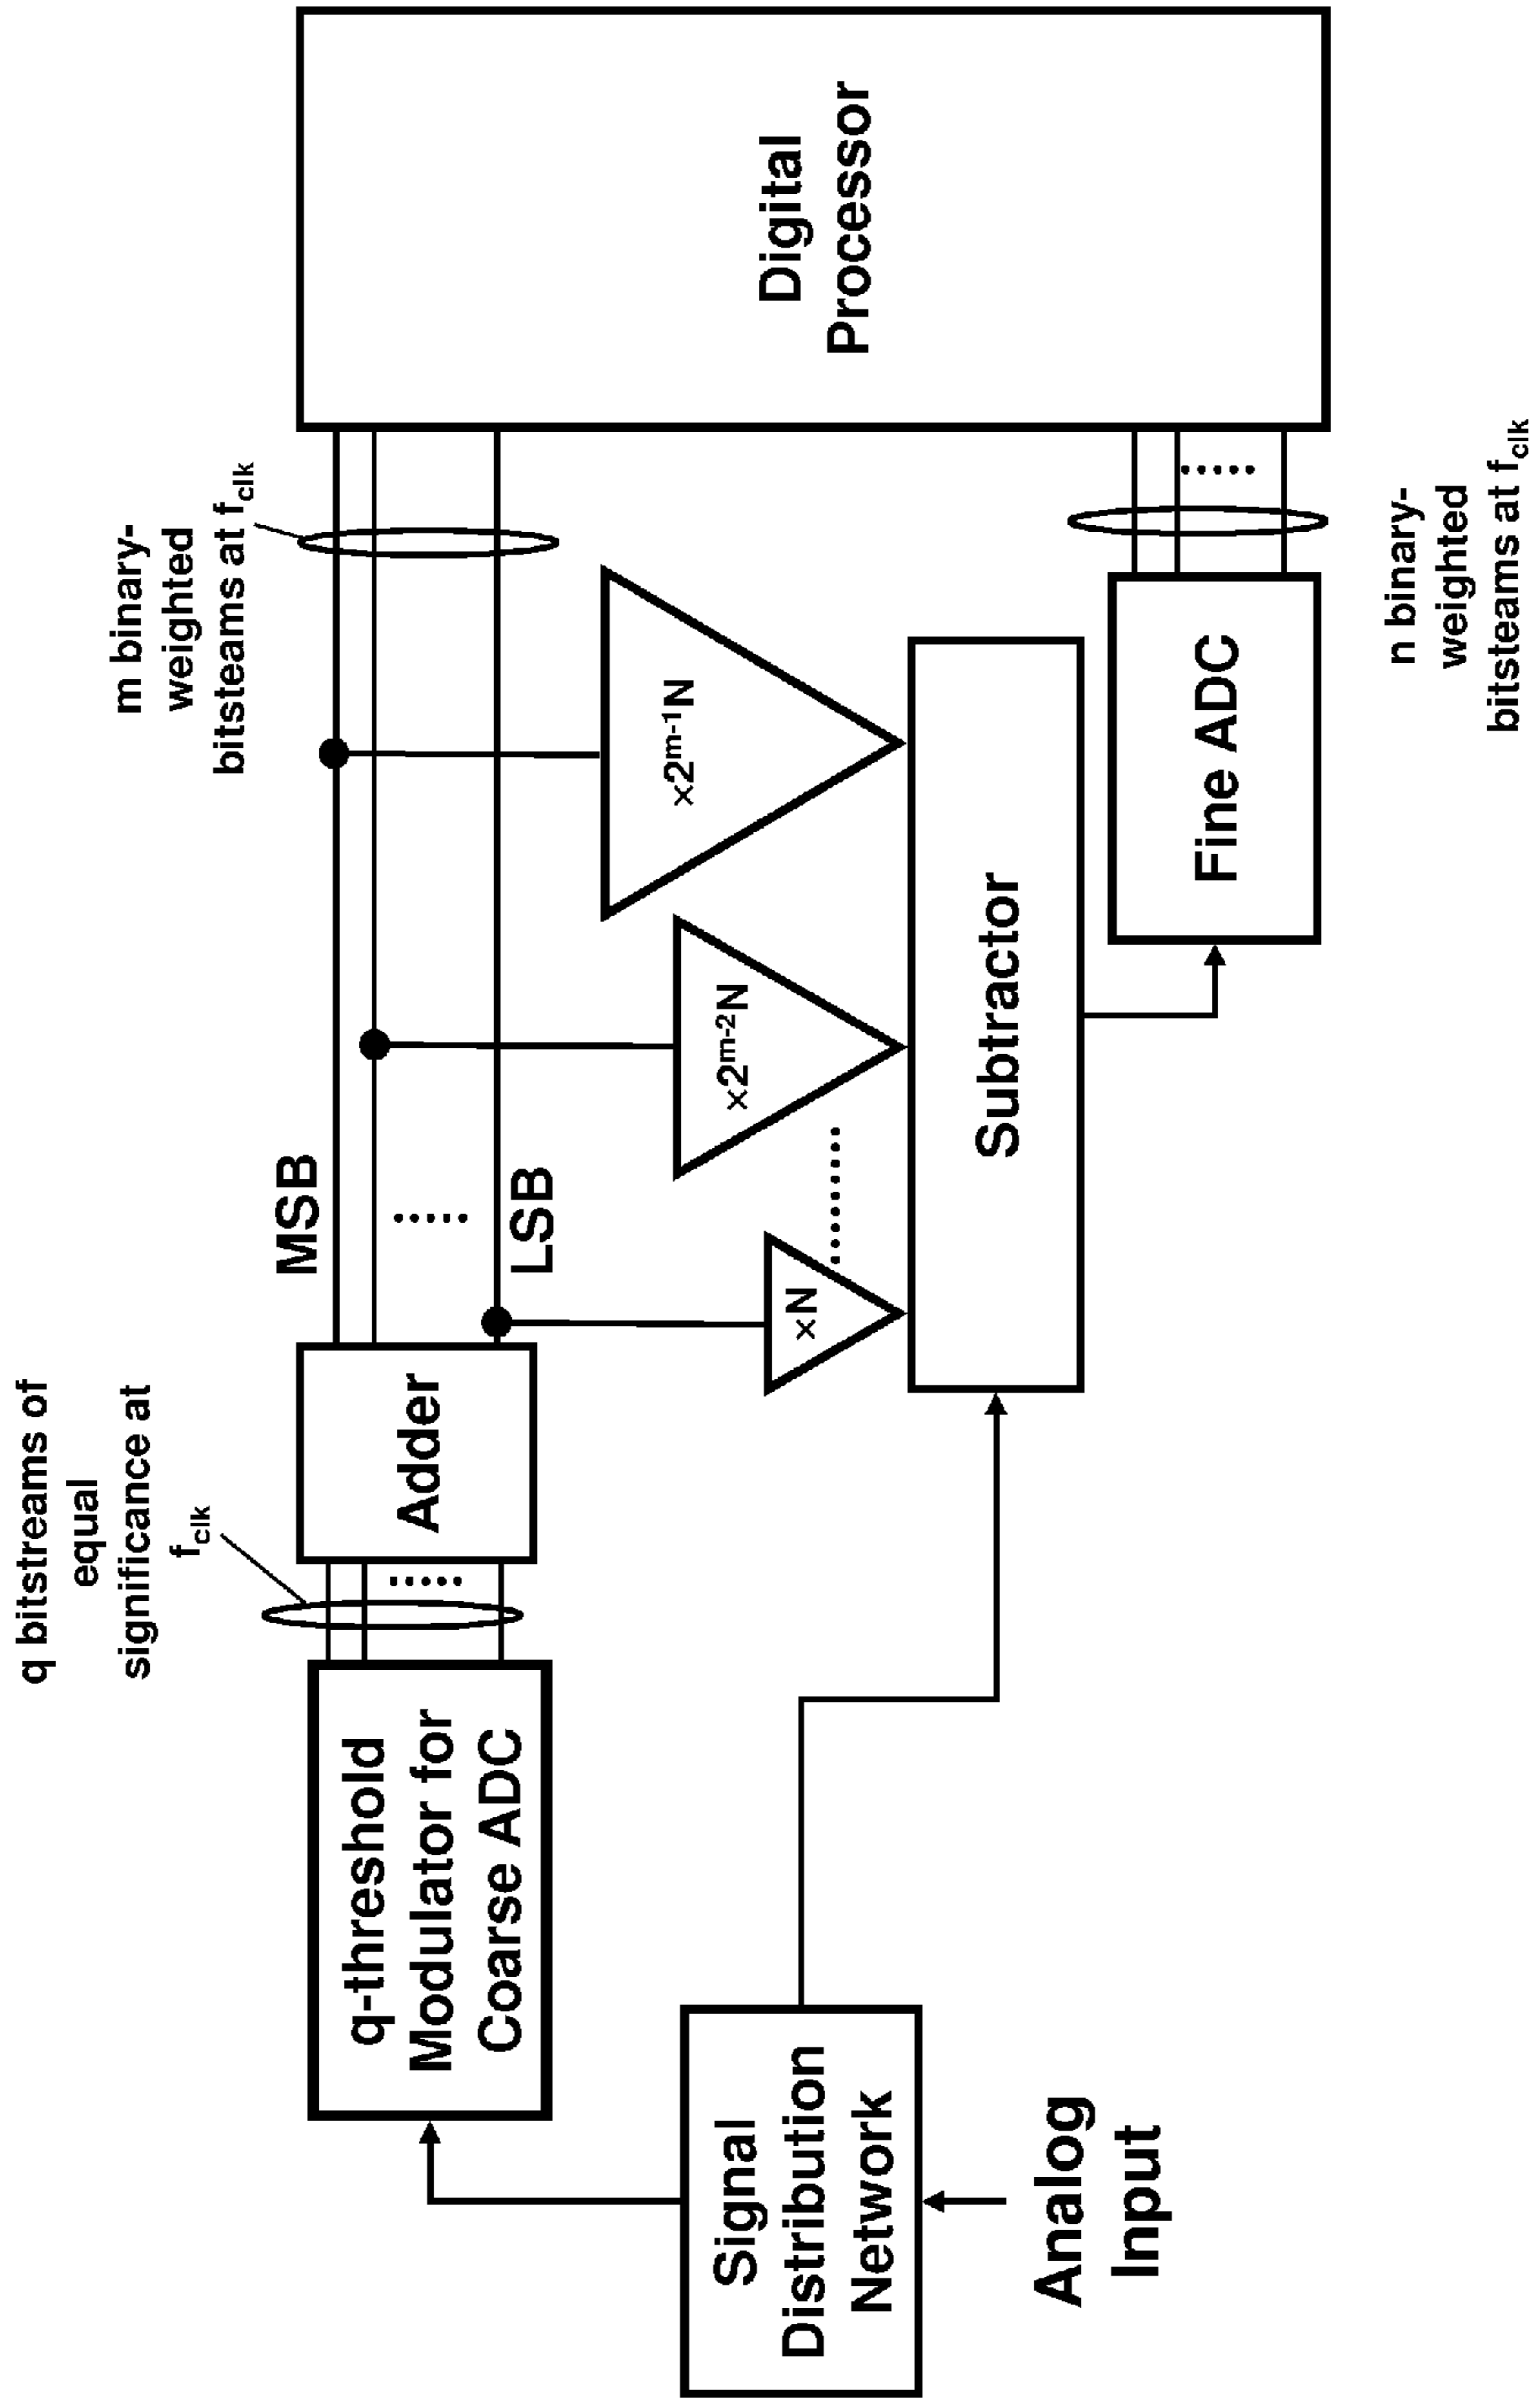 q bitstreams of
equal
significance at
fclk
m binary-
weighted
bitsteams at fclk
q-threshold
Modulator for
Coarse ADC
Adder
MSB
LSB
Digital
Processor
×N
×2m-2N
×2m-1N
Signal
Distribution
Network
Analog
Input
Subtractor
Fine ADC
n binary-
weighted
bitsteams at fclk